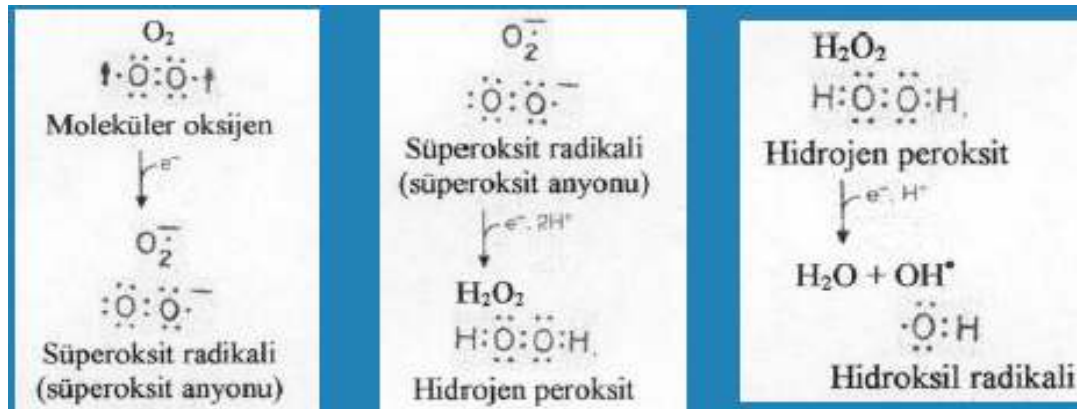 O₂
↑·Ö:Ö·↑
Moleküler oksijen
e⁻
O₂·⁻
:O:O·⁻
Süperoksit radikali
(süperoksit anyonu)
O₂·⁻
:O:O·⁻
Süperoksit radikali
(süperoksit anyonu)
e⁻, 2H⁺
H₂O₂
H:O:O:H.
Hidrojen peroksit
H₂O₂
H:O:O:H.
Hidrojen peroksit
e⁻, H⁺
H₂O + OH•
·O:H
Hidroksil radikali